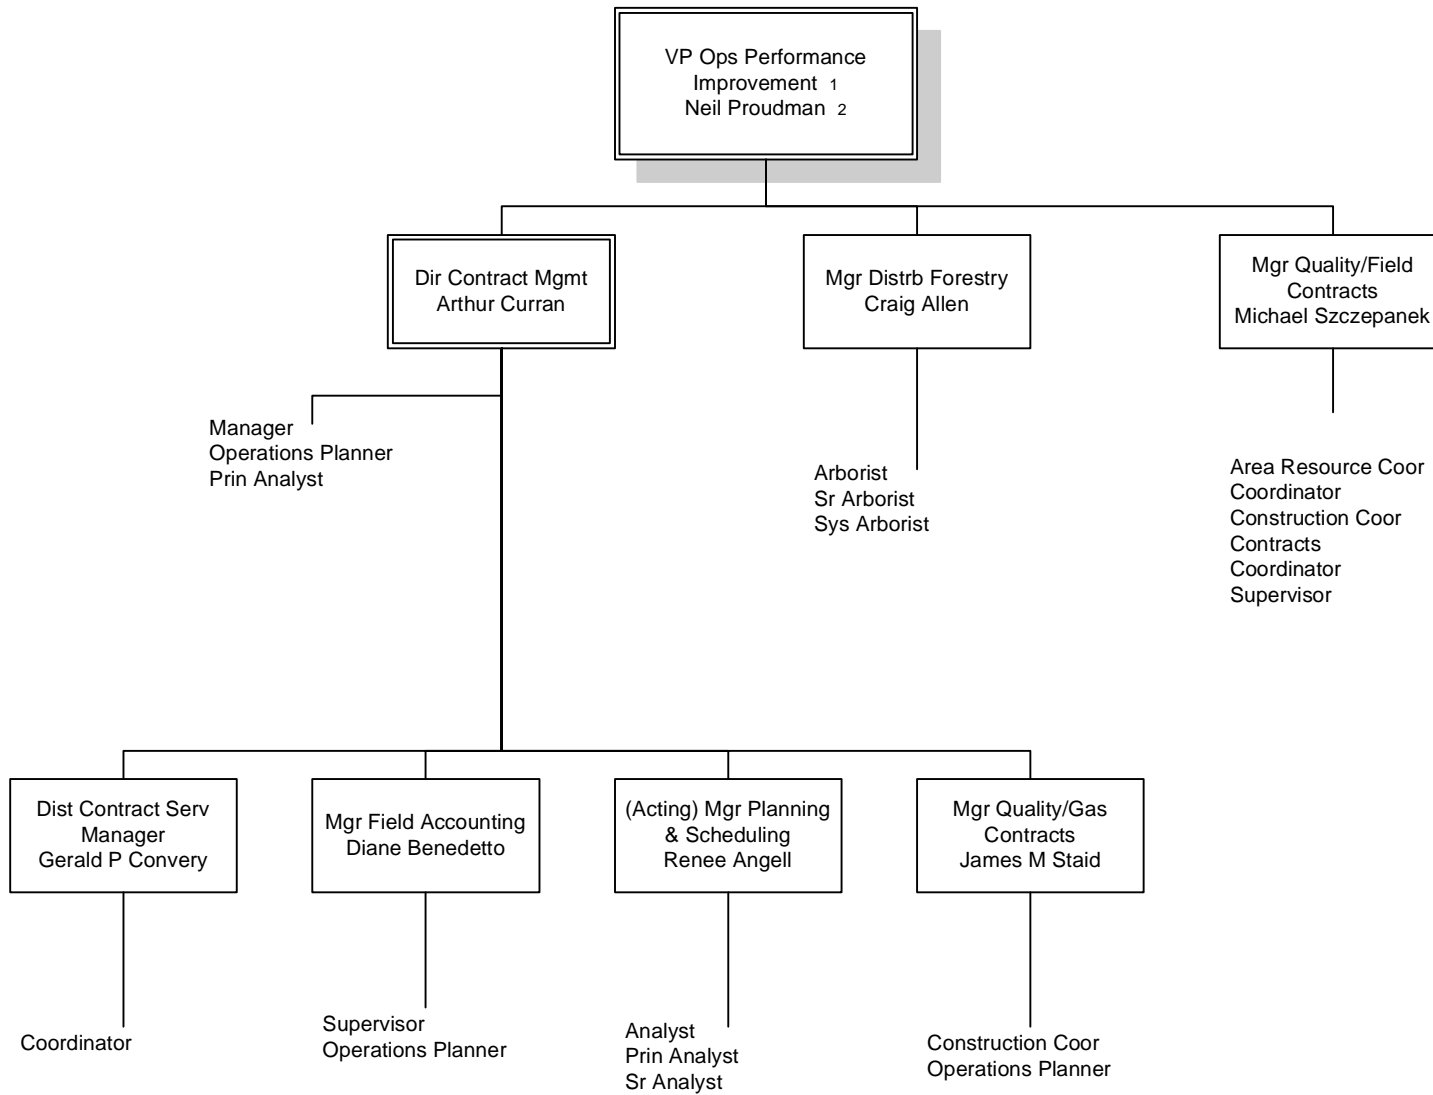 VP Ops Performance
Improvement 1
Neil Proudman 2
Dir Contract Mgmt
Arthur Curran
Mgr Distrb Forestry
Craig Allen
Mgr Quality/Field
Contracts
Michael Szczepanek
Manager
Operations Planner
Prin Analyst
Arborist
Sr Arborist
Sys Arborist
Area Resource Coor
Coordinator
Construction Coor
Contracts
Coordinator
Supervisor
Dist Contract Serv
Manager
Gerald P Convery
Mgr Field Accounting
Diane Benedetto
(Acting) Mgr Planning
& Scheduling
Renee Angell
Mgr Quality/Gas
Contracts
James M Staid
Coordinator
Supervisor
Operations Planner
Analyst
Prin Analyst
Sr Analyst
Construction Coor
Operations Planner